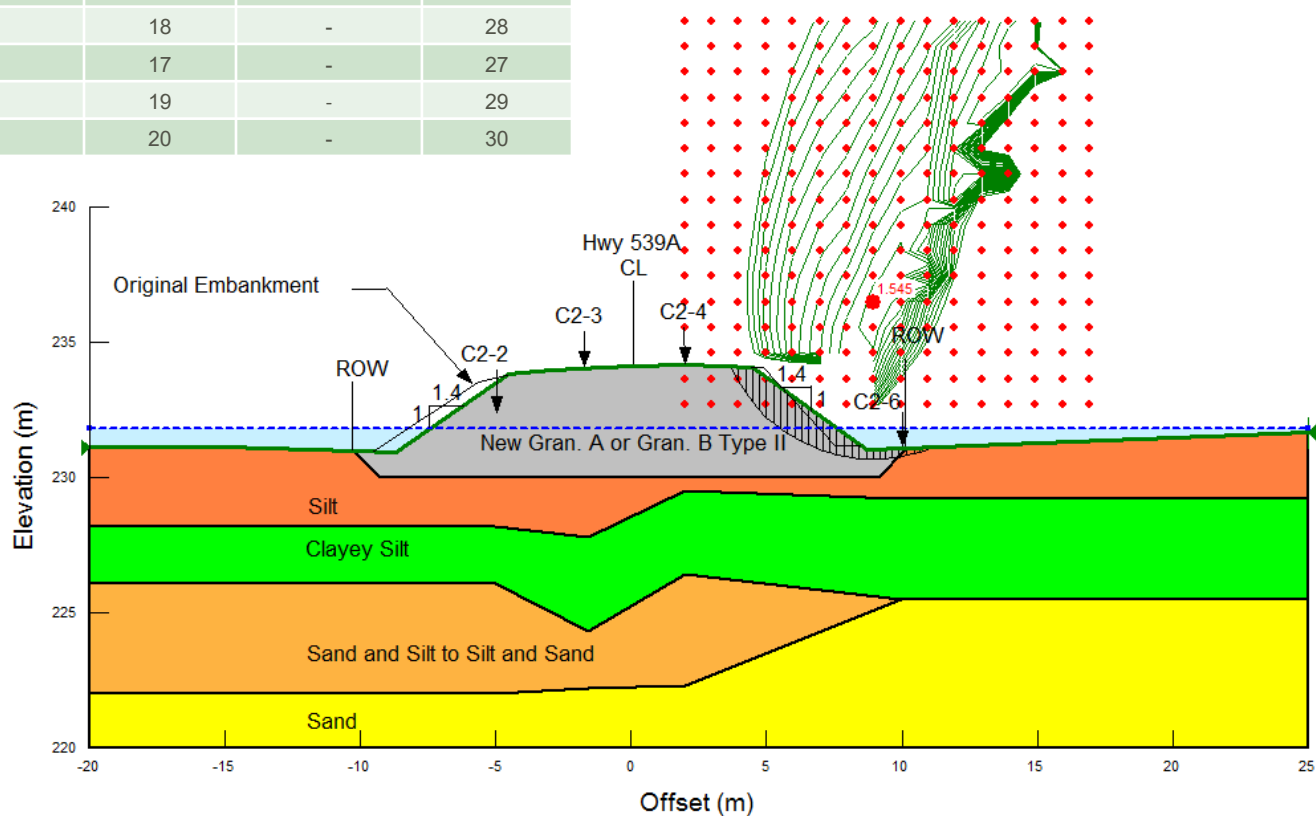 18 - 28
17 - 27
19 - 29
20 - 30
1.545
Hwy 539A
CL
Original Embankment
C2-3
C2-4
ROW
C2-2
ROW
1.4
1
1.4
1
C2-6
New Gran. A or Gran. B Type II
Silt
Clayey Silt
Sand and Silt to Silt and Sand
Sand
Elevation (m)
240
235
230
225
220
-20 -15 -10 -5 0 5 10 15 20 25
Offset (m)